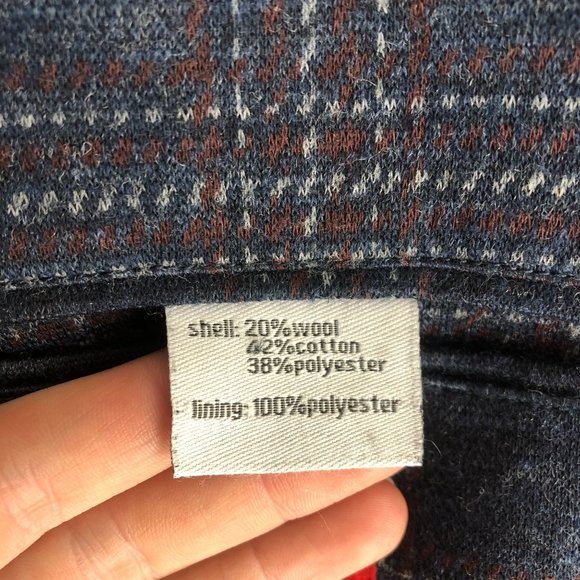 shell: 20%wool
42%cotton
38%polyester
lining: 100%polyester